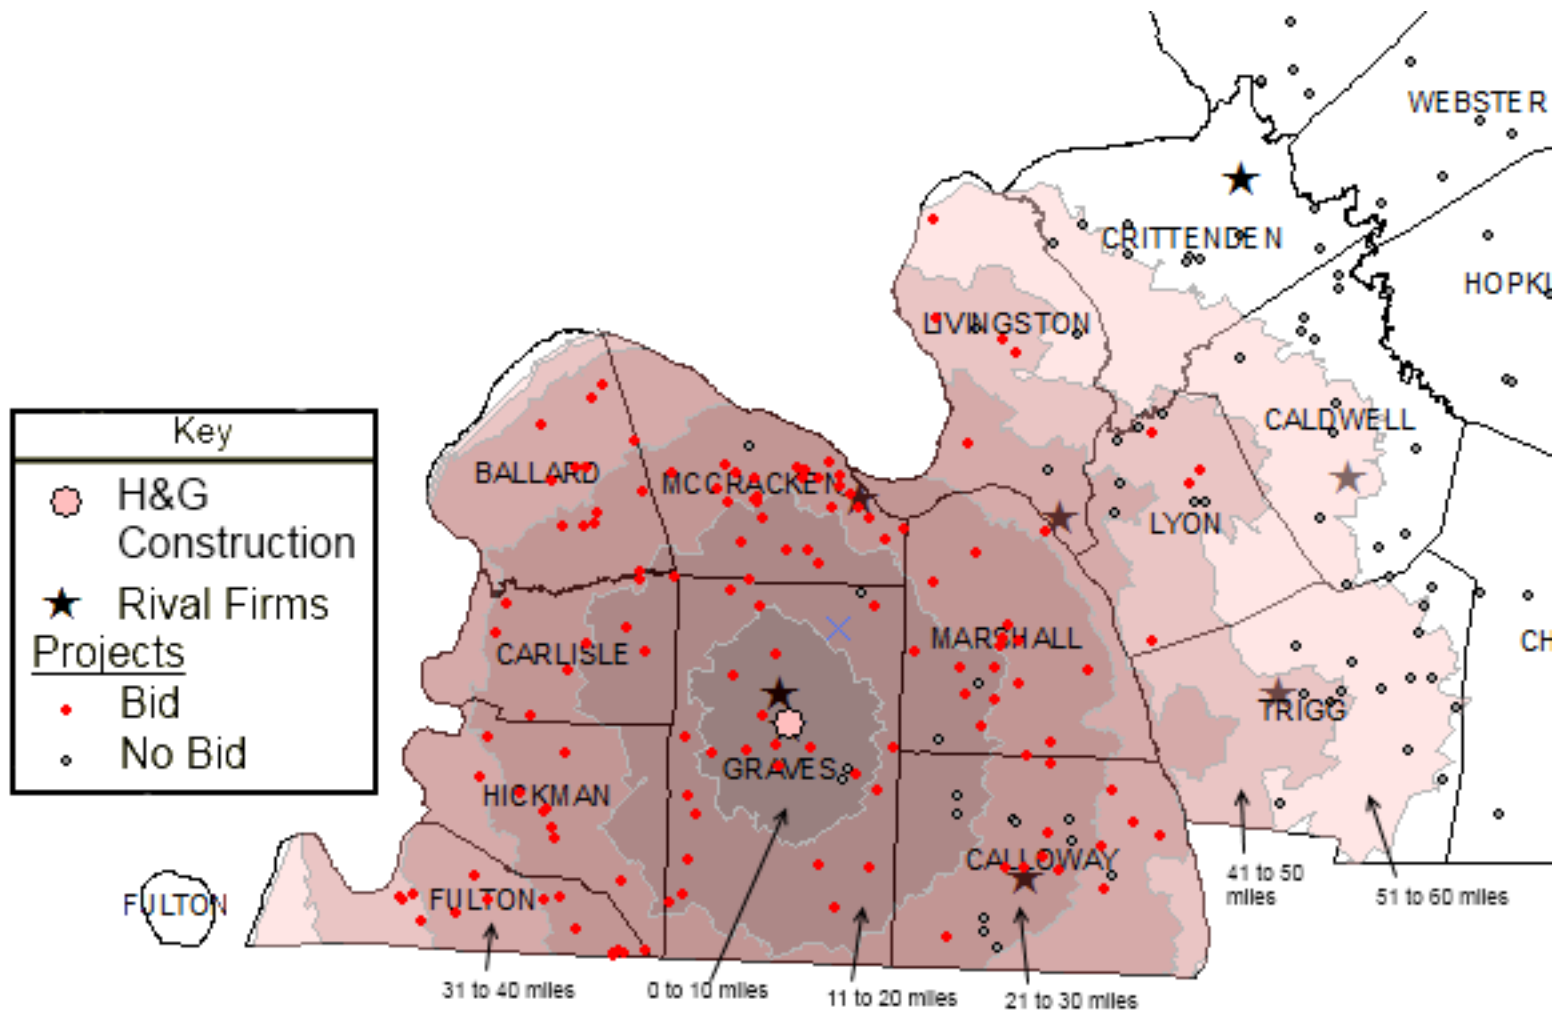 WEBSTER
CRITTENDEN
HOPKI
LIVINGSTON
Key
CALDWELL
BALLARD
MCCRACKEN
H&G
Construction
LYON
Rival Firms
CARLISLE
MARSHALL
CH
Projects
Bid
TRIGG
No Bid
GRAVES
HICKMAN
CALLOWAY
41 to 50
miles
51 to 60 miles
FULTON
FULTON
31 to 40 miles
0 to 10 miles
11 to 20 miles
21 to 30 miles